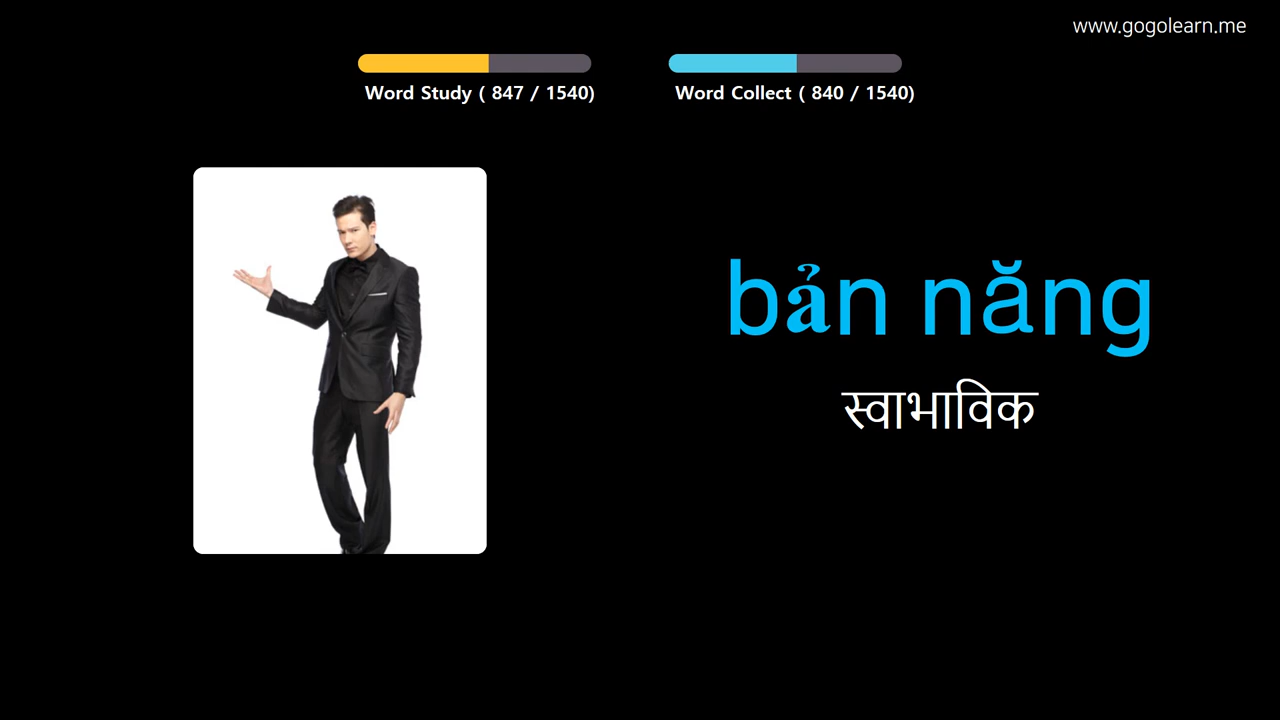 www.gogolearn.me
Word Study ( 847 / 1540)
Word Collect ( 840 / 1540)
bản năng
स्वाभाविक